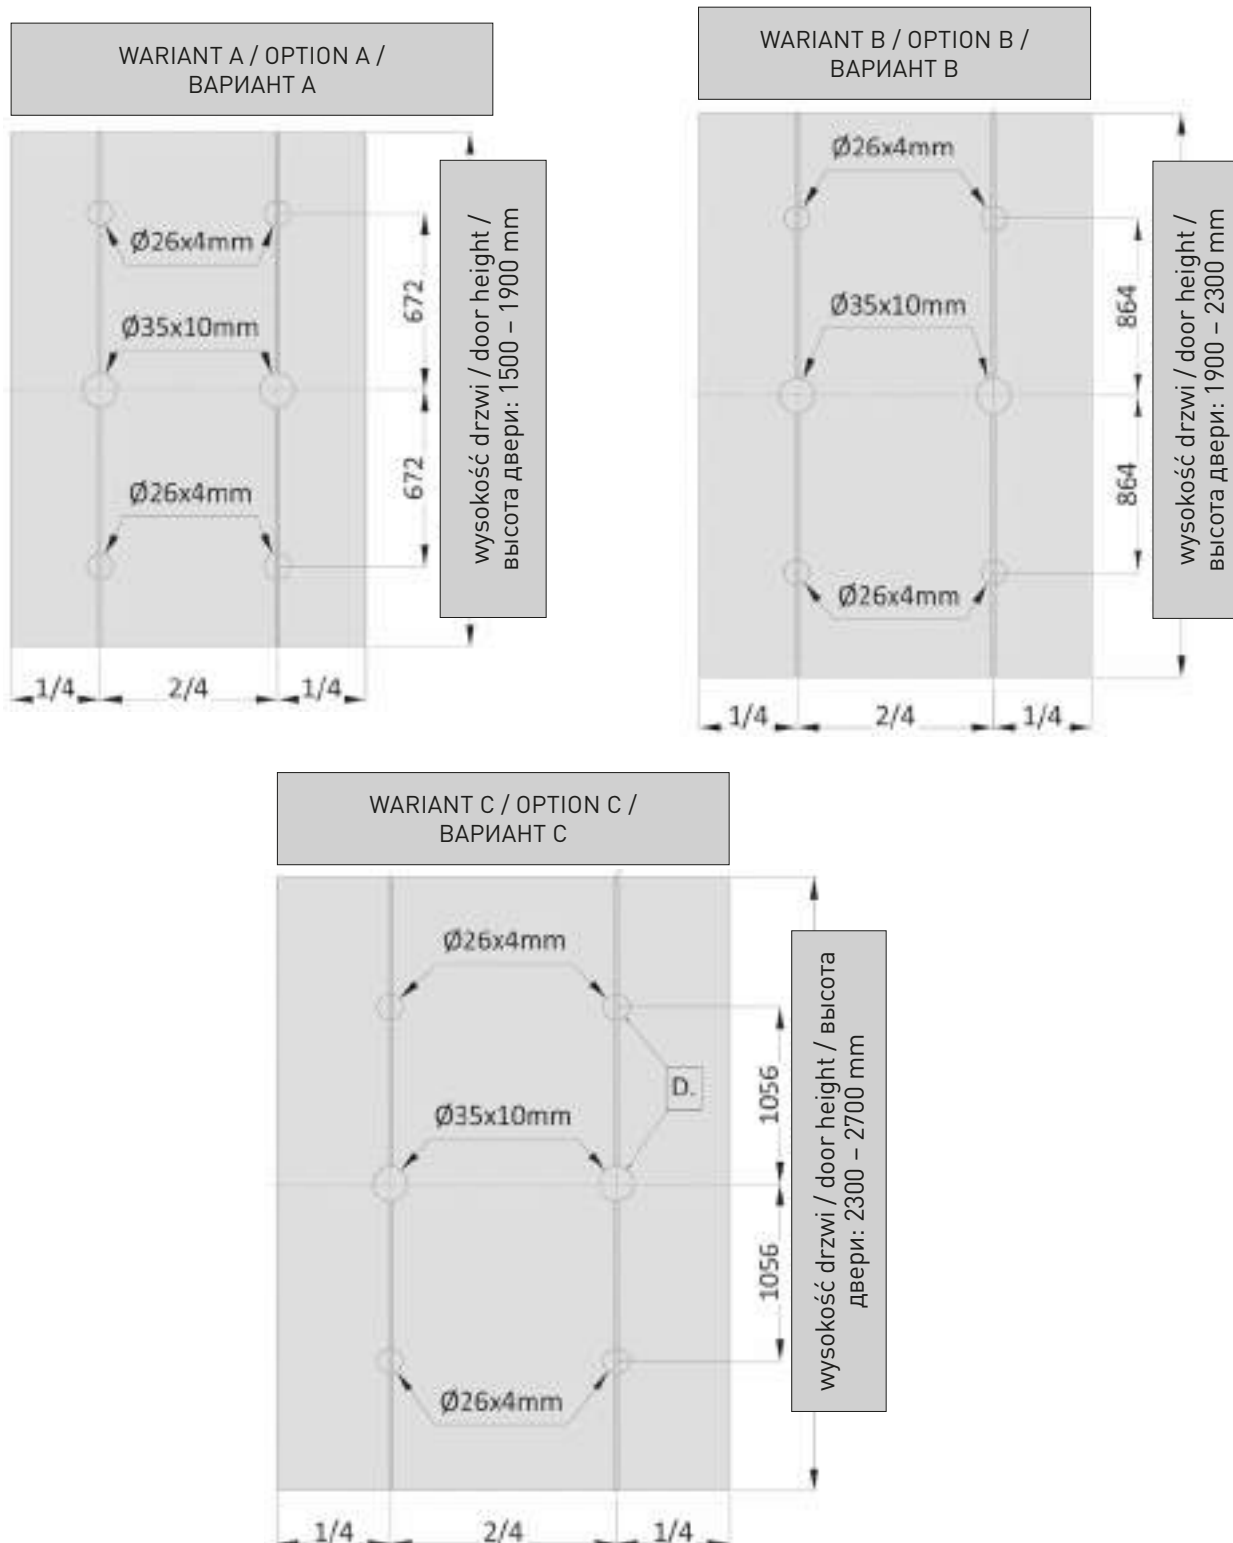 WARIANT A / OPTION A /
ВАРИАНТ А
Ø26x4mm
Ø35x10mm
Ø26x4mm
672
672
wysokość drzwi / door height /
высота двери: 1500 – 1900 mm
1/4
2/4
1/4
WARIANT B / OPTION B /
ВАРИАНТ B
Ø26x4mm
Ø35x10mm
Ø26x4mm
864
864
wysokość drzwi / door height /
высота двери: 1900 – 2300 mm
1/4
2/4
1/4
WARIANT C / OPTION C /
ВАРИАНТ C
Ø26x4mm
D.
Ø35x10mm
Ø26x4mm
1056
1056
wysokość drzwi / door height / высота
двери: 2300 – 2700 mm
1/4
2/4
1/4